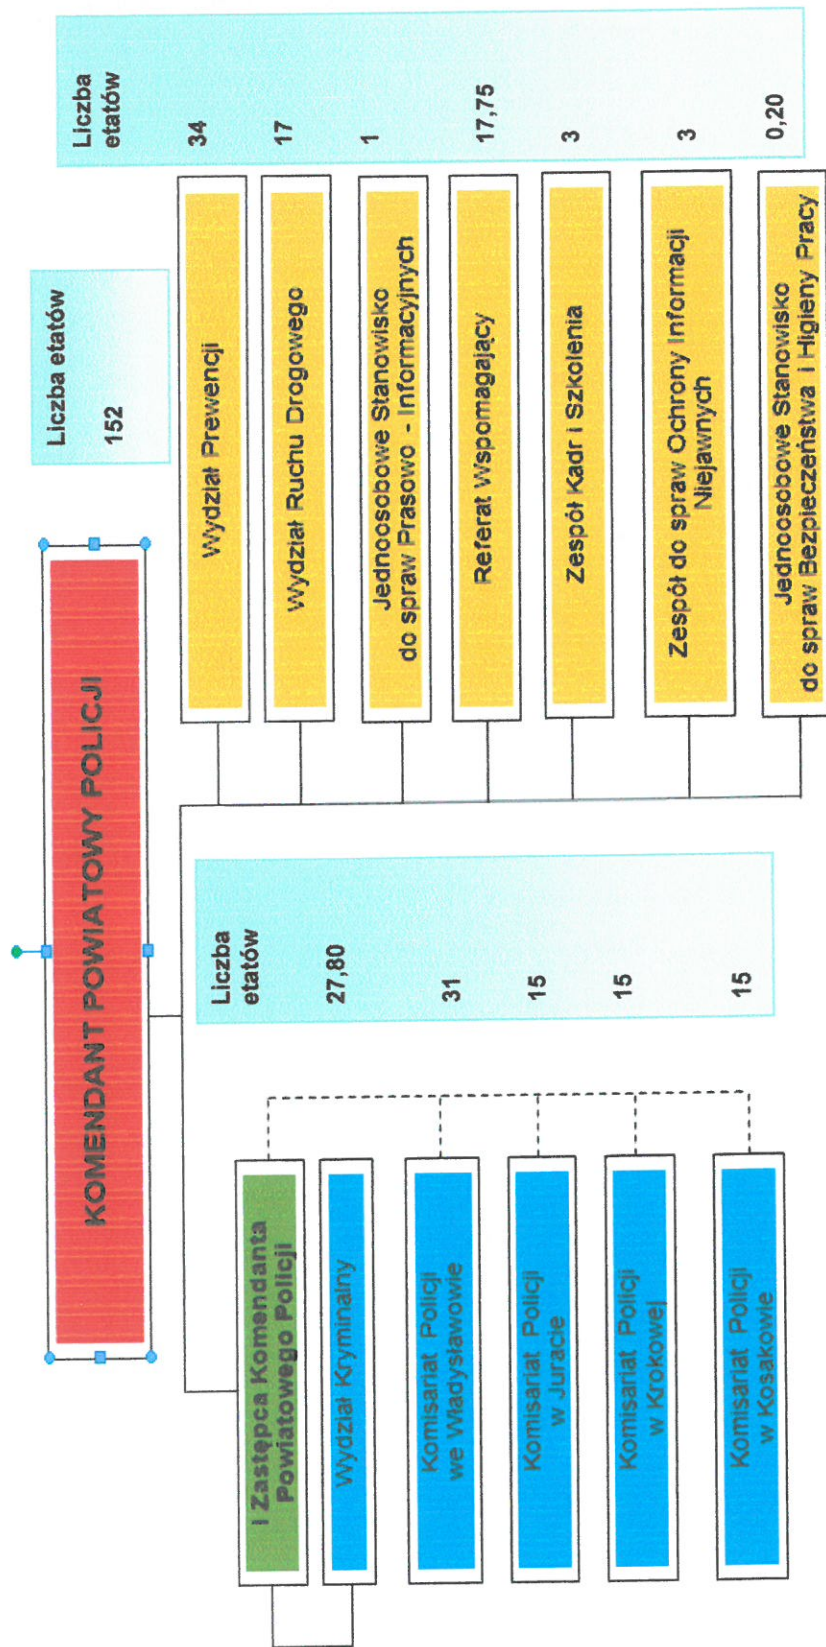 KOMENDANT POWIATOWY POLICJI
Liczba etatów
152
I Zastępca Komendanta
Powiatowego Policji
Wydział Kryminalny
Komisariat Policji
we Władysławowie
Komisariat Policji
w Juracie
Komisariat Policji
w Krokowej
Komisariat Policji
w Kosakowie
Liczba
etatów
27,80
31
15
15
15
Wydział Prewencji
Wydział Ruchu Drogowego
Jednoosobowe Stanowisko
do spraw Prasowo - Informacyjnych
Referat Wspomagający
Zespół Kadr i Szkolenia
Zespół do spraw Ochrony Informacji
Niejawnych
Jednoosobowe Stanowisko
do spraw Bezpieczeństwa i Higieny Pracy
Liczba
etatów
34
17
1
17,75
3
3
0,20